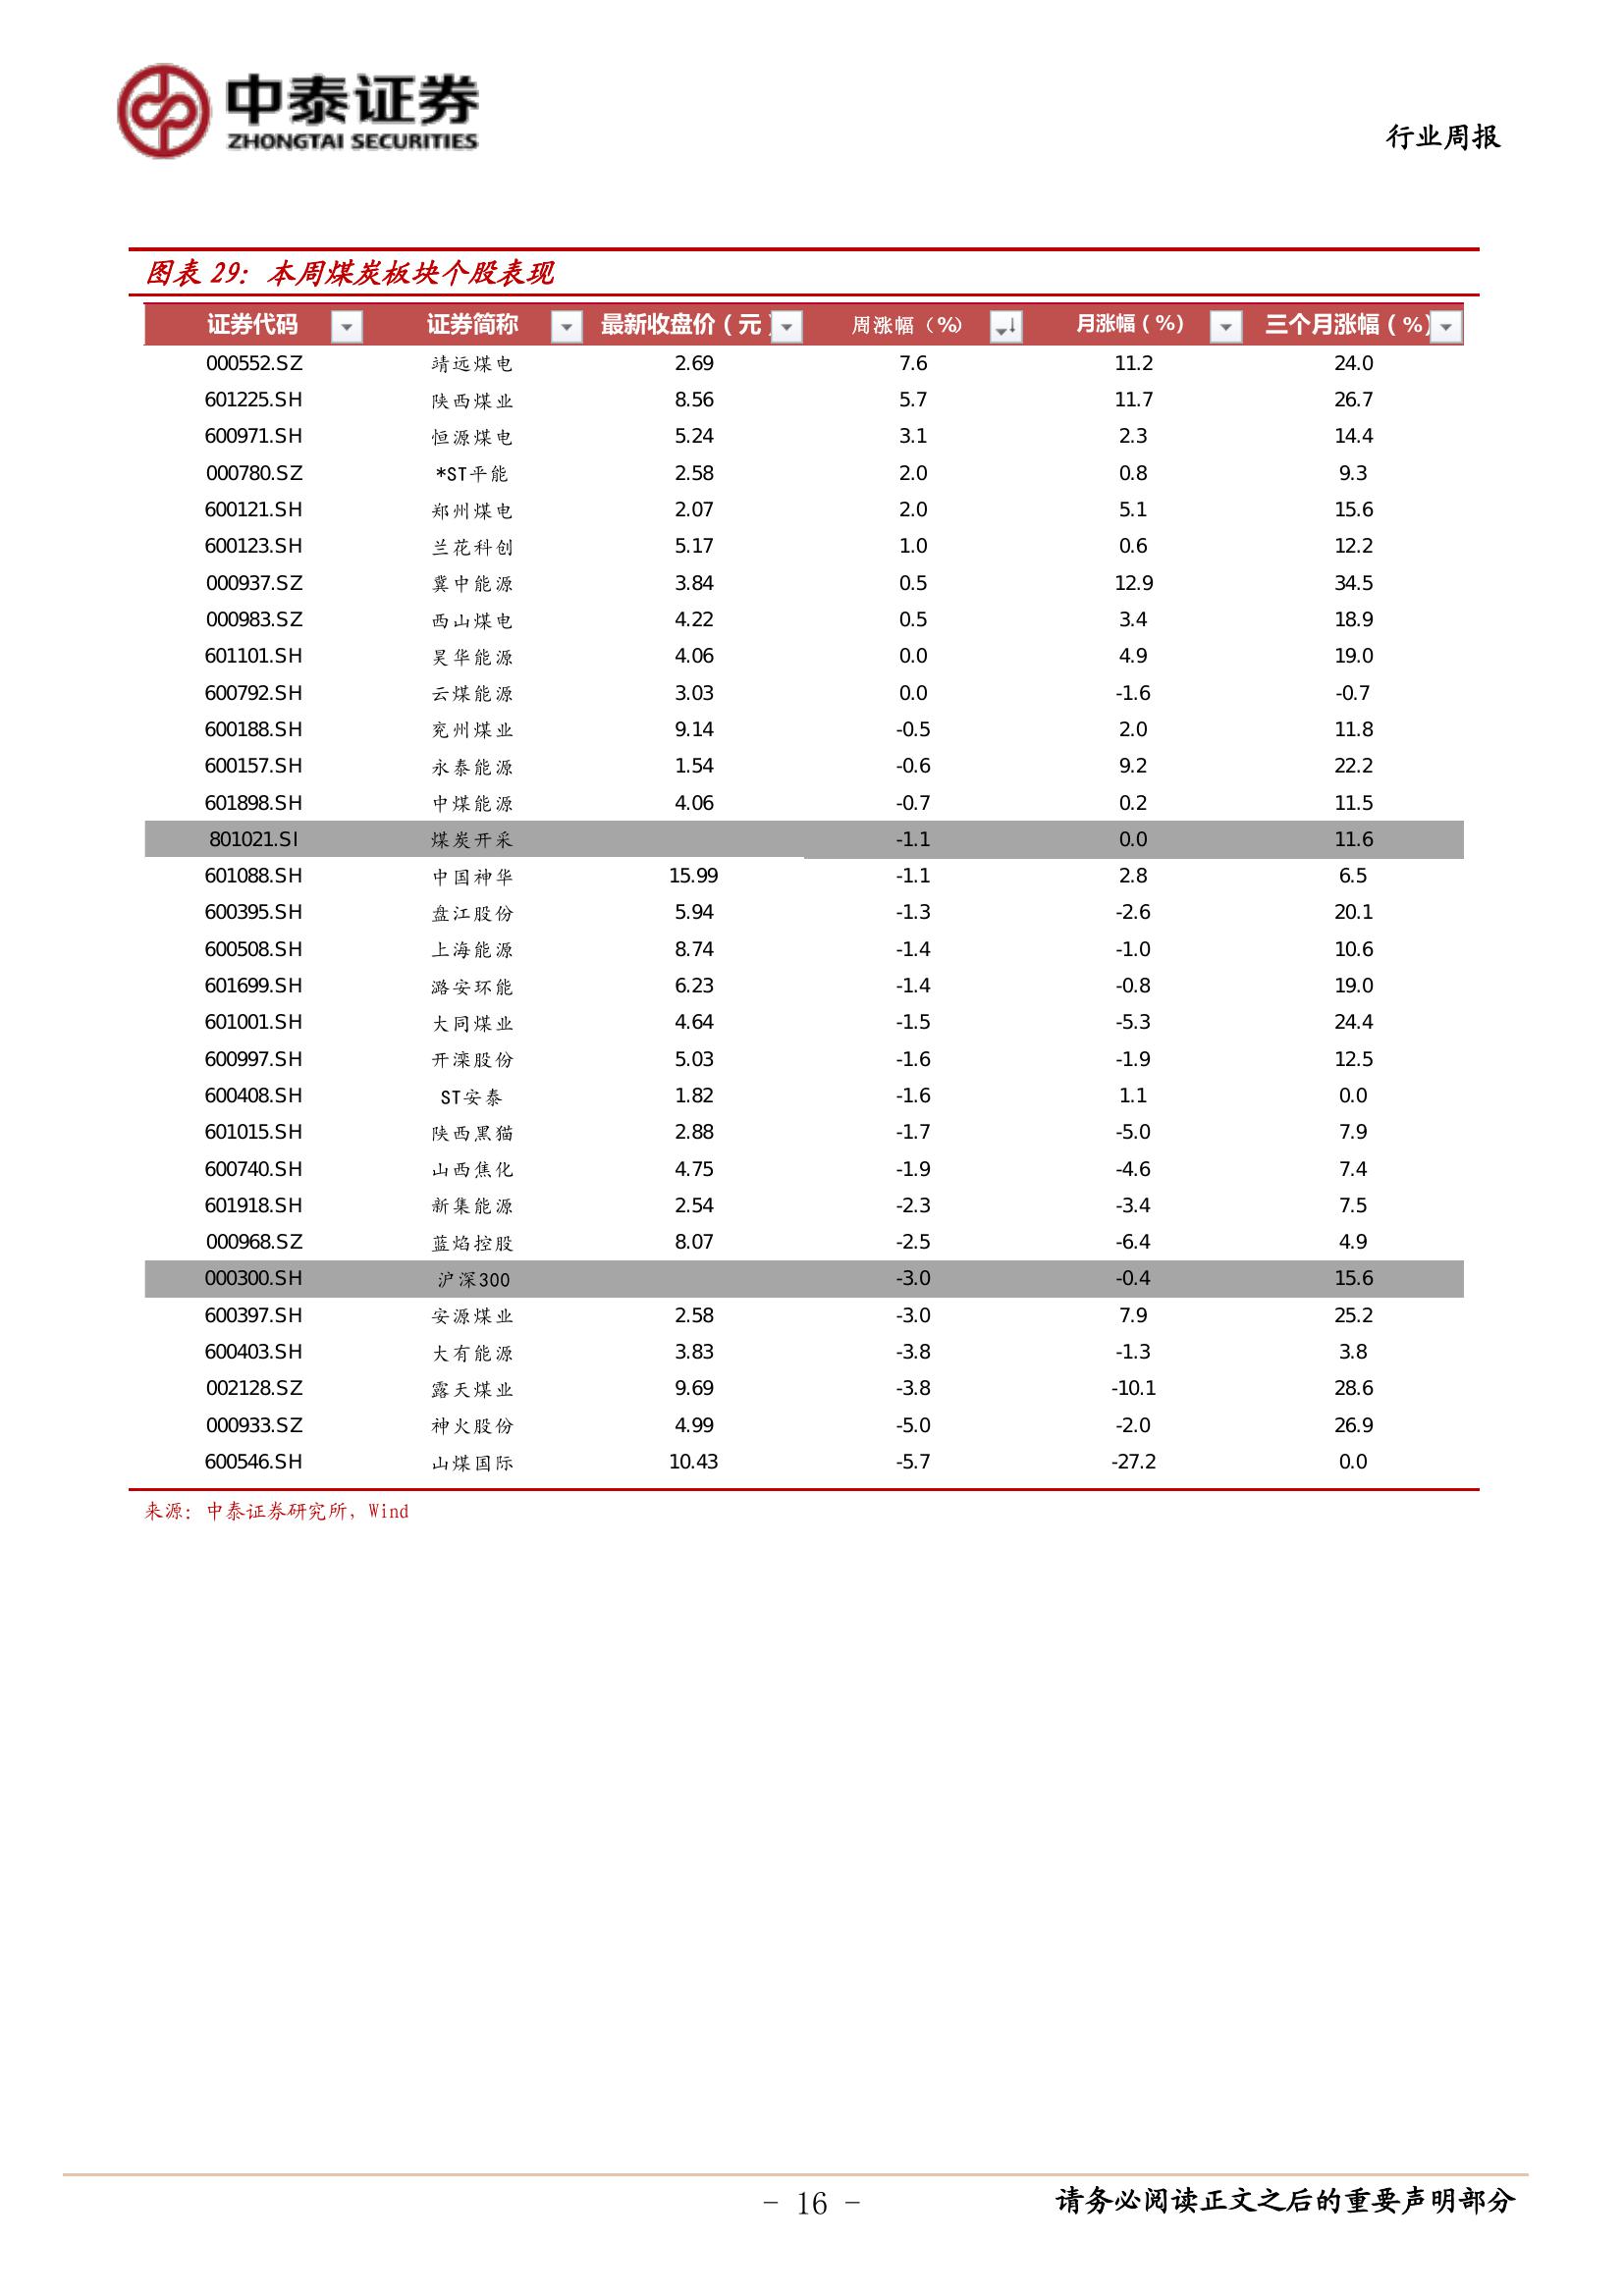 中泰证券
ZHONGTAI SECURITIES
行业周报
图表 29：本周煤炭板块个股表现
证券代码 证券简称 最新收盘价（元） 周涨幅（%） 月涨幅（%） 三个月涨幅（%）
000552.SZ 靖远煤电 2.69 7.6 11.2 24.0
601225.SH 陕西煤业 8.56 5.7 11.7 26.7
600971.SH 恒源煤电 5.24 3.1 2.3 14.4
000780.SZ *ST平能 2.58 2.0 0.8 9.3
600121.SH 郑州煤电 2.07 2.0 5.1 15.6
600123.SH 兰花科创 5.17 1.0 0.6 12.2
000937.SZ 冀中能源 3.84 0.5 12.9 34.5
000983.SZ 西山煤电 4.22 0.5 3.4 18.9
601101.SH 昊华能源 4.06 0.0 4.9 19.0
600792.SH 云煤能源 3.03 0.0 -1.6 -0.7
600188.SH 兖州煤业 9.14 -0.5 2.0 11.8
600157.SH 永泰能源 1.54 -0.6 9.2 22.2
601898.SH 中煤能源 4.06 -0.7 0.2 11.5
801021.SI 煤炭开采 -1.1 0.0 11.6
601088.SH 中国神华 15.99 -1.1 2.8 6.5
600395.SH 盘江股份 5.94 -1.3 -2.6 20.1
600508.SH 上海能源 8.74 -1.4 -1.0 10.6
601699.SH 潞安环能 6.23 -1.4 -0.8 19.0
601001.SH 大同煤业 4.64 -1.5 -5.3 24.4
600997.SH 开滦股份 5.03 -1.6 -1.9 12.5
600408.SH ST安泰 1.82 -1.6 1.1 0.0
601015.SH 陕西黑猫 2.88 -1.7 -5.0 7.9
600740.SH 山西焦化 4.75 -1.9 -4.6 7.4
601918.SH 新集能源 2.54 -2.3 -3.4 7.5
000968.SZ 蓝焰控股 8.07 -2.5 -6.4 4.9
000300.SH 沪深300 -3.0 -0.4 15.6
600397.SH 安源煤业 2.58 -3.0 7.9 25.2
600403.SH 大有能源 3.83 -3.8 -1.3 3.8
002128.SZ 露天煤业 9.69 -3.8 -10.1 28.6
000933.SZ 神火股份 4.99 -5.0 -2.0 26.9
600546.SH 山煤国际 10.43 -5.7 -27.2 0.0
来源：中泰证券研究所，Wind
- 16 -
请务必阅读正文之后的重要声明部分